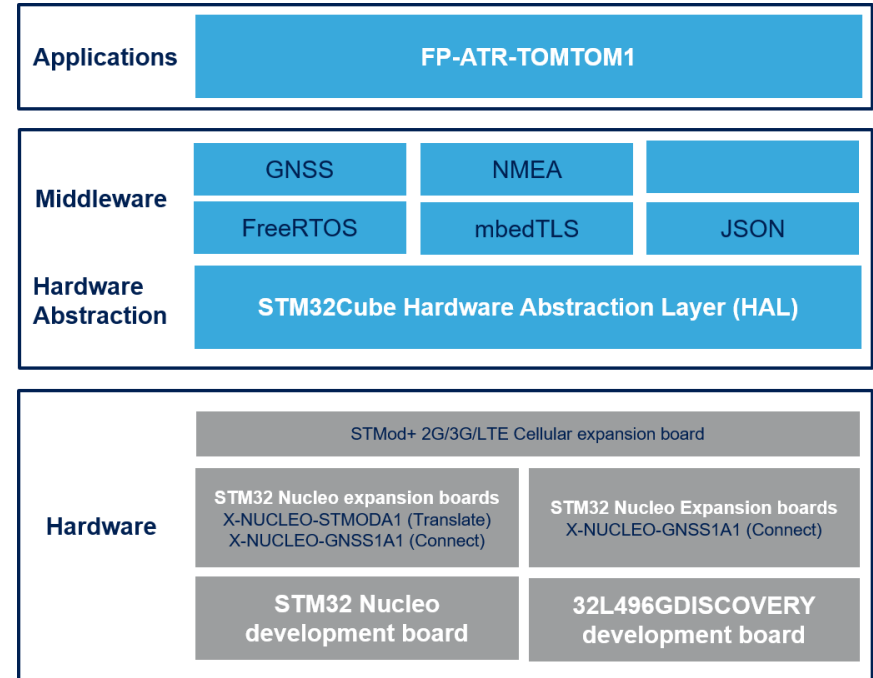 Applications
FP-ATR-TOMTOM1
Middleware
GNSS
NMEA
FreeRTOS
mbedTLS
JSON
Hardware
Abstraction
STM32Cube Hardware Abstraction Layer (HAL)
Hardware
STMod+ 2G/3G/LTE Cellular expansion board
STM32 Nucleo expansion boards
X-NUCLEO-STMODA1 (Translate)
X-NUCLEO-GNSS1A1 (Connect)
STM32 Nucleo Expansion boards
X-NUCLEO-GNSS1A1 (Connect)
STM32 Nucleo
development board
32L496GDISCOVERY
development board